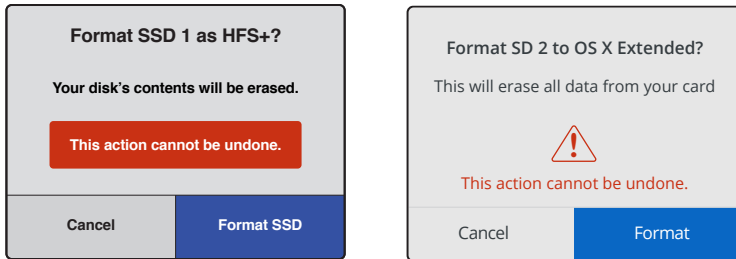 Format SSD 1 as HFS+?
Your disk's contents will be erased.
This action cannot be undone.
Cancel
Format SSD
Format SD 2 to OS X Extended?
This will erase all data from your card
This action cannot be undone.
Cancel
Format